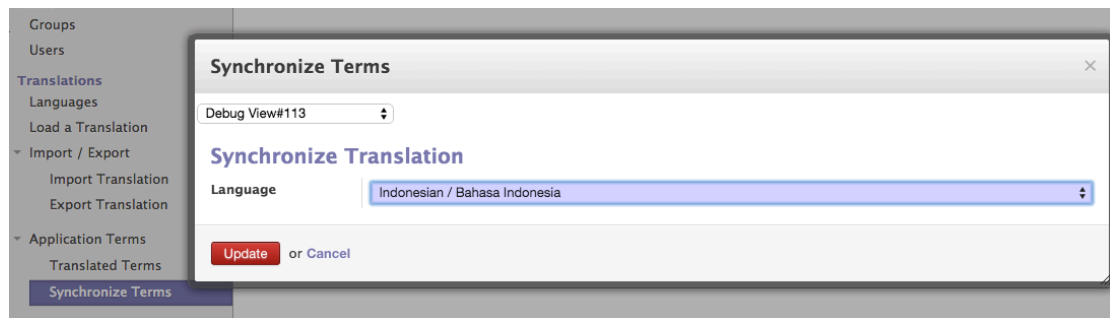 Groups
Users
Translations
Languages
Load a Translation
Import / Export
Import Translation
Export Translation
Application Terms
Translated Terms
Synchronize Terms
Synchronize Terms
Debug View#113
Synchronize Translation
Language
Indonesian / Bahasa Indonesia
Update or Cancel